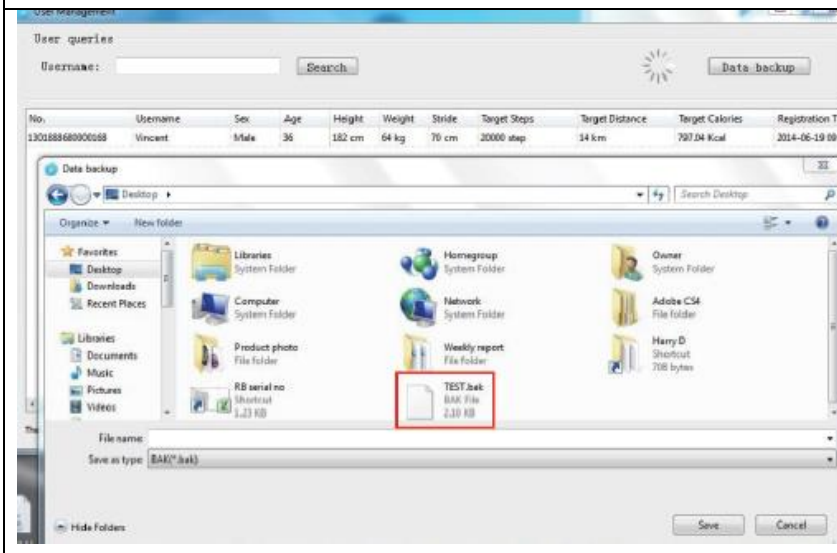 User Management
User queries
Username:
Search
Data backup
No. Username Sex Age Height Weight Stride Target Steps Target Distance Target Calories Registration T
1301888680000168 Vincent Male 36 182 cm 64 kg 70 cm 20000 step 14 km 797.04 Kcal 2014-06-19 09
Data backup
Desktop
Search Desktop
Organize New folder
Favorites
Desktop
Downloads
Recent Places
Libraries
Documents
Music
Pictures
Videos
Libraries
System Folder
Homegroup
System Folder
Owner
System Folder
Computer
System Folder
Network
System Folder
Adobe CS4
File folder
Product photo
File folder
Weekly report
File folder
Harry D
Shortcut
708 bytes
RB serial no
Shortcut
1.23 KB
TEST.bak
BAK File
2.10 KB
The
File name:
Save as type: BAK(*.bak)
Hide Folders
Save
Cancel